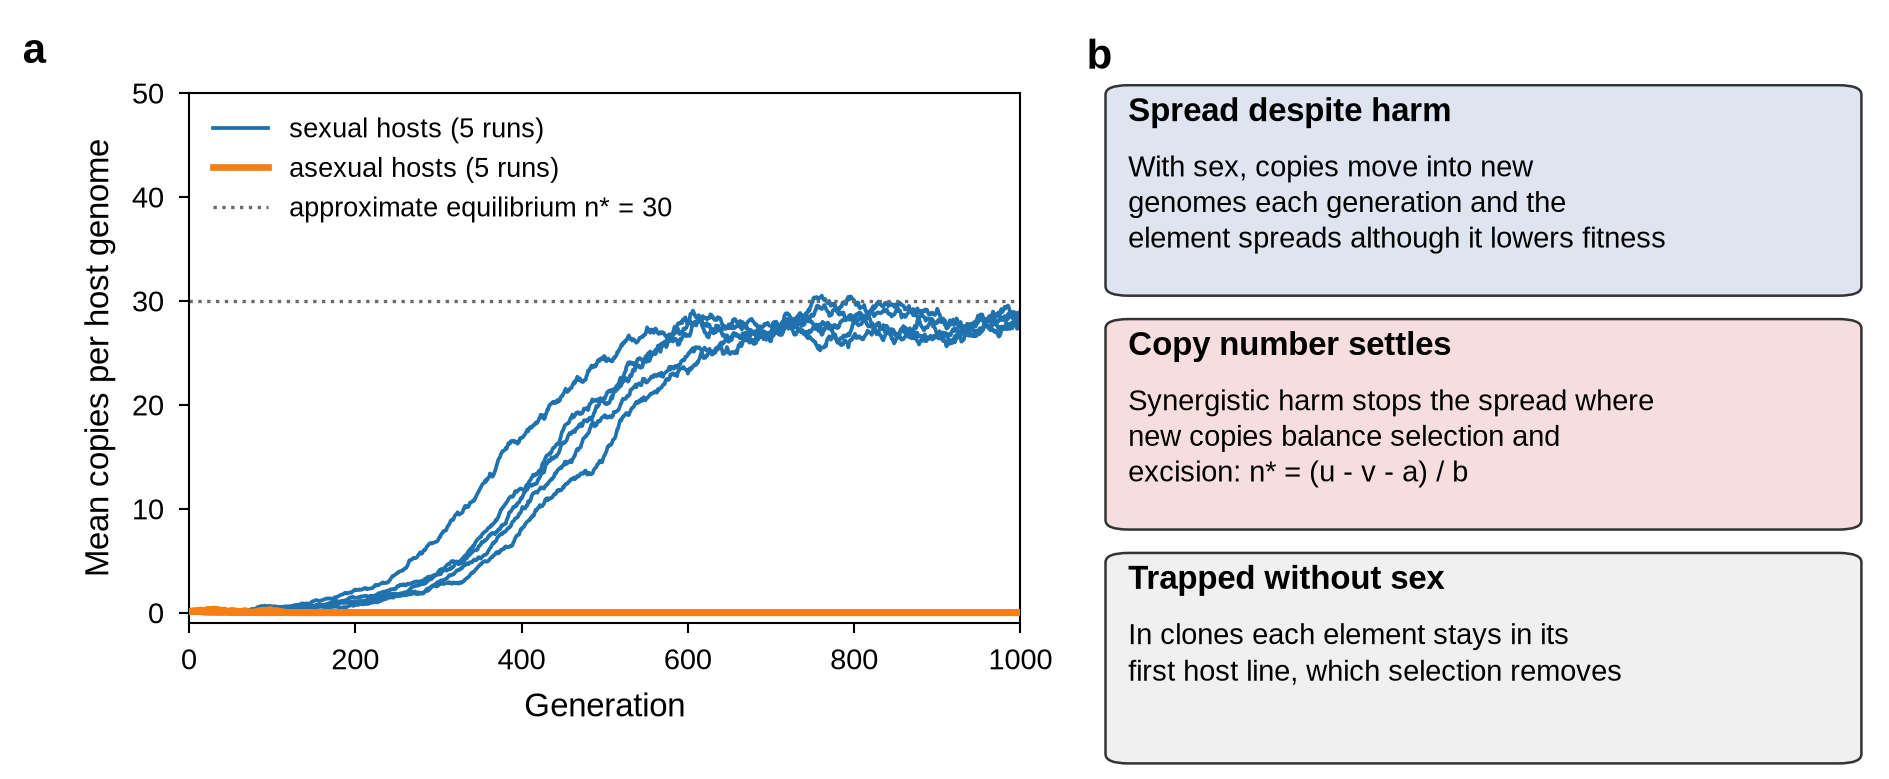 a
50
40
30
20
10
0
Mean copies per host genome
sexual hosts (5 runs)
asexual hosts (5 runs)
approximate equilibrium n* = 30
0 200 400 600 800 1000
Generation
b
Spread despite harm
With sex, copies move into new
genomes each generation and the
element spreads although it lowers fitness
Copy number settles
Synergistic harm stops the spread where
new copies balance selection and
excision: n* = (u - v - a) / b
Trapped without sex
In clones each element stays in its
first host line, which selection removes